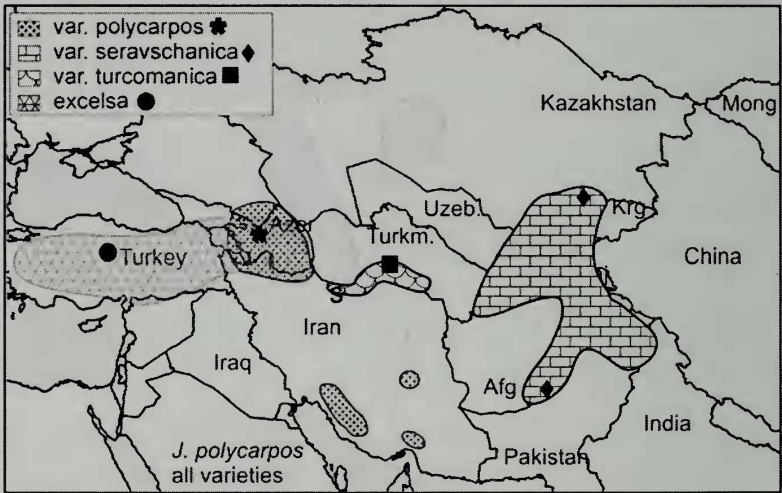 var. polycarpos
var. seravschanica
var. turcomanica
excelsa
Kazakhstan
Mong
Uzeb.
Krg
Aze
Turkm.
Turkey
China
Iran
Iraq
Afg
India
Pakistan
J. polycarpos
all varieties